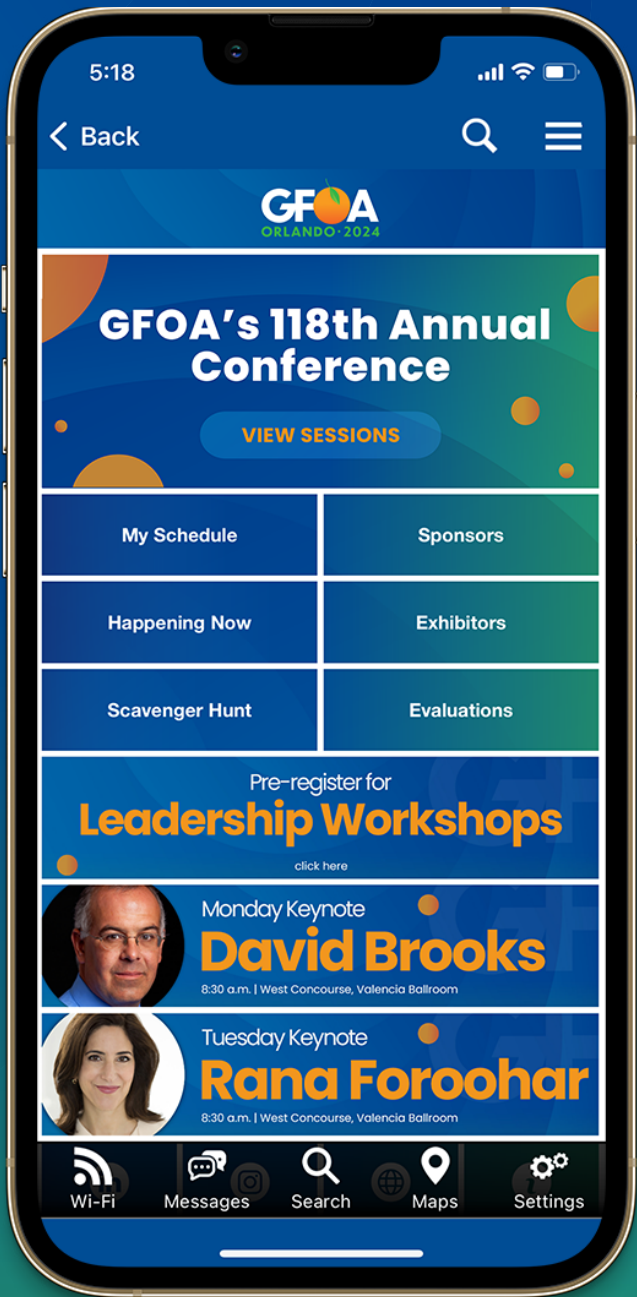 5:18
Back
GFOA
ORLANDO·2024
GFOA's 118th Annual
Conference
VIEW SESSIONS
My Schedule
Sponsors
Happening Now
Exhibitors
Scavenger Hunt
Evaluations
Pre-register for
Leadership Workshops
click here
Monday Keynote
David Brooks
8:30 a.m. | West Concourse, Valencia Ballroom
Tuesday Keynote
Rana Foroohar
8:30 a.m. | West Concourse, Valencia Ballroom
Wi-Fi
Messages
Search
Maps
Settings